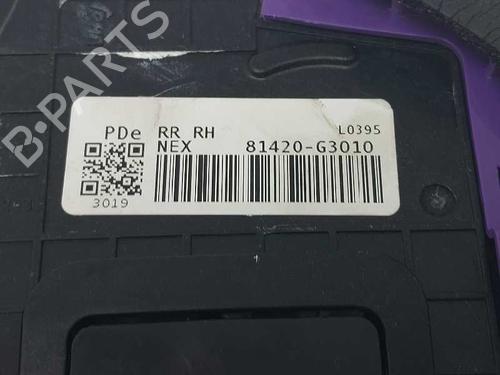 B-PARTS
PDe RR RH L0395
NEX 81420-G3010
3019